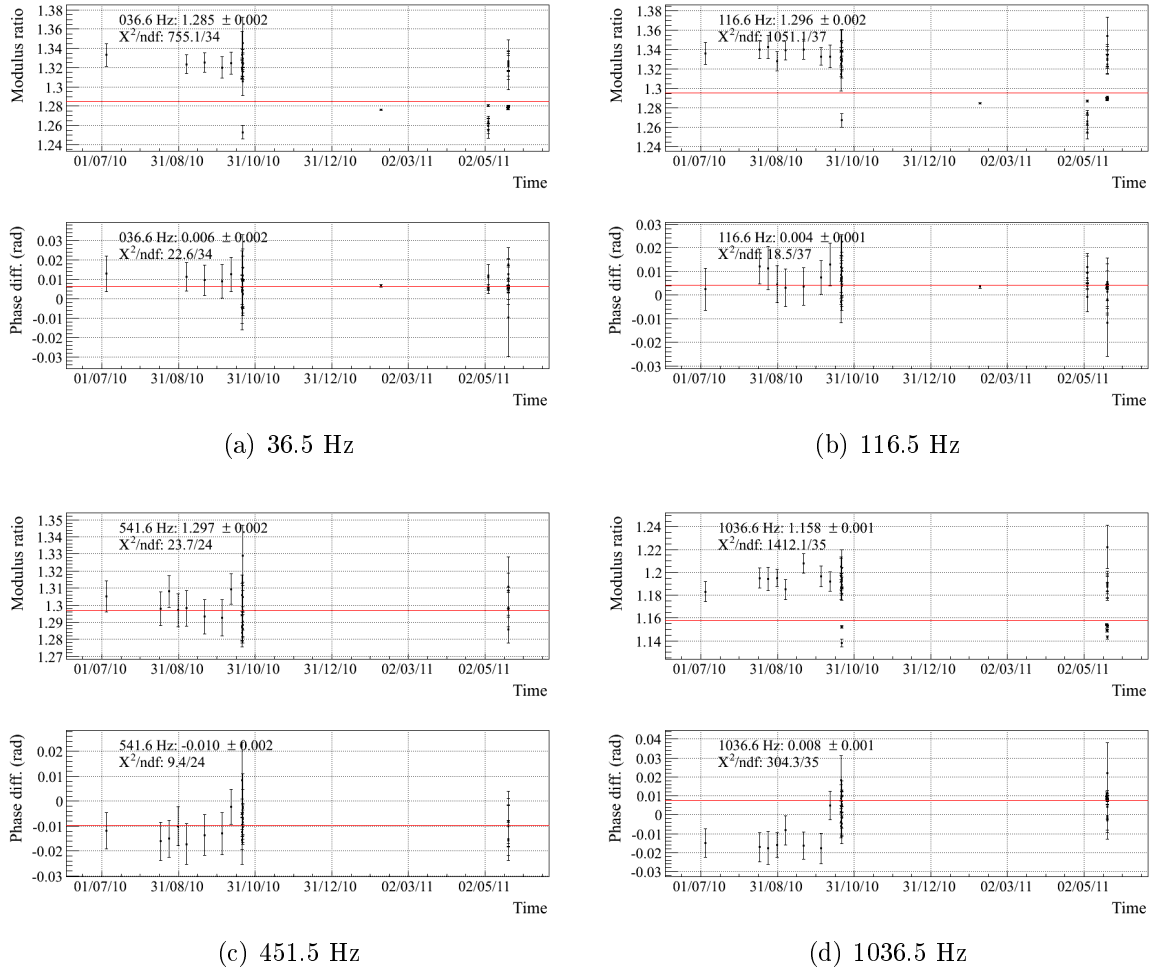 Modulus ratio
1.38
1.36
1.34
1.32
1.3
1.28
1.26
1.24
036.6 Hz: 1.285 ± 0.002
X²/ndf: 755.1/34
01/07/10 31/08/10 31/10/10 31/12/10 02/03/11 02/05/11
Time
Phase diff. (rad)
0.03
0.02
0.01
0
-0.01
-0.02
-0.03
036.6 Hz: 0.006 ± 0.002
X²/ndf: 22.6/34
01/07/10 31/08/10 31/10/10 31/12/10 02/03/11 02/05/11
Time
(a) 36.5 Hz
Modulus ratio
1.38
1.36
1.34
1.32
1.3
1.28
1.26
1.24
116.6 Hz: 1.296 ± 0.002
X²/ndf: 1051.1/37
01/07/10 31/08/10 31/10/10 31/12/10 02/03/11 02/05/11
Time
Phase diff. (rad)
0.03
0.02
0.01
0
-0.01
-0.02
-0.03
116.6 Hz: 0.004 ± 0.001
X²/ndf: 18.5/37
01/07/10 31/08/10 31/10/10 31/12/10 02/03/11 02/05/11
Time
(b) 116.5 Hz
Modulus ratio
1.35
1.34
1.33
1.32
1.31
1.3
1.29
1.28
1.27
541.6 Hz: 1.297 ± 0.002
X²/ndf: 23.7/24
01/07/10 31/08/10 31/10/10 31/12/10 02/03/11 02/05/11
Time
Phase diff. (rad)
0.02
0.01
0
-0.01
-0.02
-0.03
541.6 Hz: -0.010 ± 0.002
X²/ndf: 9.4/24
01/07/10 31/08/10 31/10/10 31/12/10 02/03/11 02/05/11
Time
(c) 451.5 Hz
Modulus ratio
1.24
1.22
1.2
1.18
1.16
1.14
1036.6 Hz: 1.158 ± 0.001
X²/ndf: 1412.1/35
01/07/10 31/08/10 31/10/10 31/12/10 02/03/11 02/05/11
Time
Phase diff. (rad)
0.04
0.03
0.02
0.01
0
-0.01
-0.02
-0.03
1036.6 Hz: 0.008 ± 0.001
X²/ndf: 304.3/35
01/07/10 31/08/10 31/10/10 31/12/10 02/03/11 02/05/11
Time
(d) 1036.5 Hz